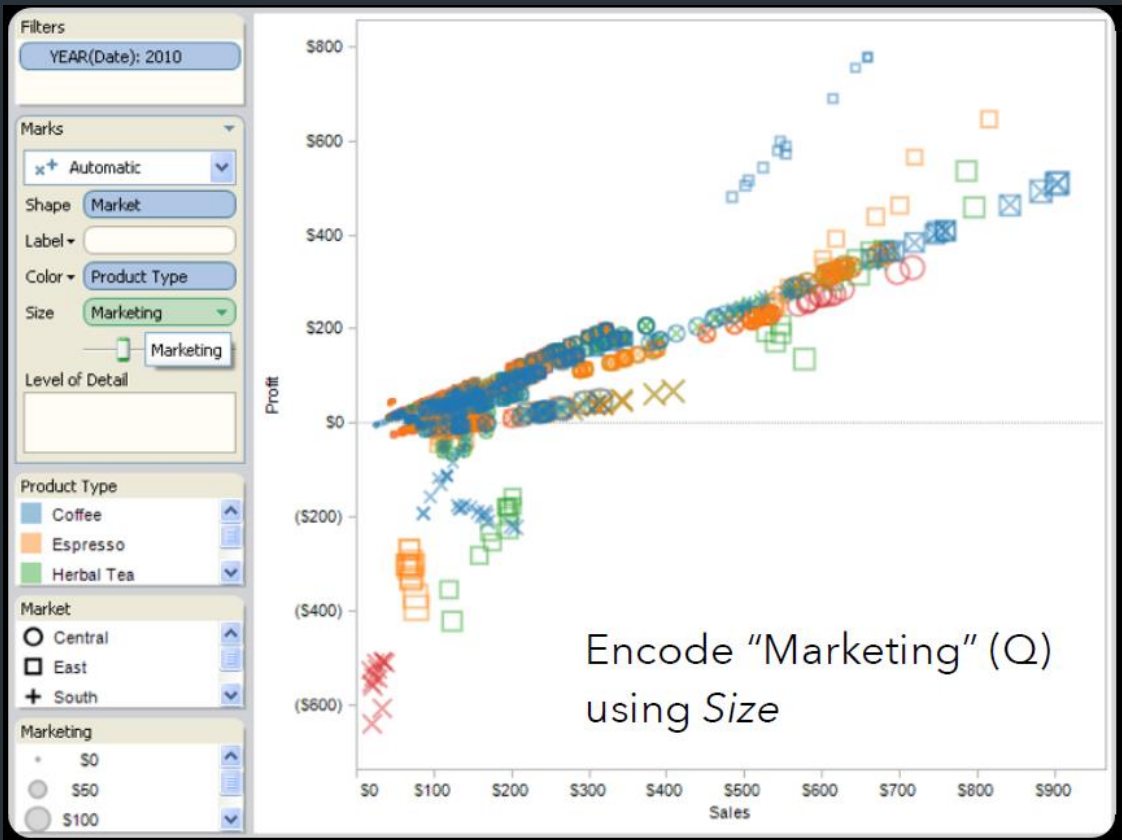 Filters
YEAR(Date): 2010
Marks
Automatic
Shape Market
Label
Color Product Type
Size Marketing
Marketing
Level of Detail
Product Type
Coffee
Espresso
Herbal Tea
Market
Central
East
South
Marketing
$0
$50
$100
Profit
$800
$600
$400
$200
$0
($200)
($400)
($600)
Encode “Marketing” (Q)
using Size
$0 $100 $200 $300 $400 $500 $600 $700 $800 $900
Sales